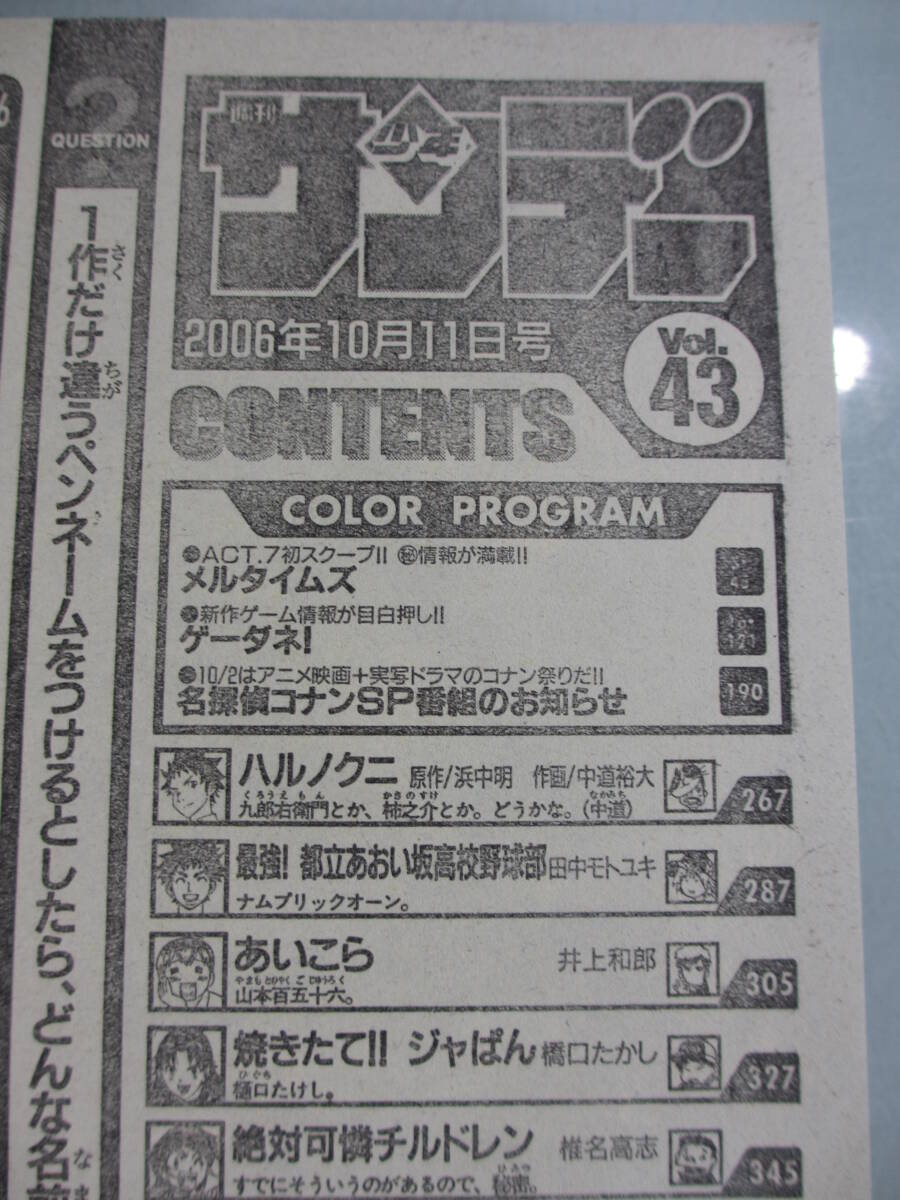 週刊
少年
サンデー
2006年10月11日号
Vol.
43
CONTENTS
COLOR PROGRAM
●ACT.7初スクープ!! ㊙情報が満載!!
メルタイムズ
●新作ゲーム情報が目白押し!!
ゲーダネ!
●10/2はアニメ映画+実写ドラマのコナン祭りだ!!
名探偵コナンSP番組のお知らせ
190
ハルノクニ 原作/浜中明 作画/中道裕大
九郎右衛門とか、柿之介とか。どうかな。(中道)
267
最強! 都立あおい坂高校野球部 田中モトユキ
ナムブリックオーン。
287
あいこら 井上和郎
山本百五十六。
305
焼きたて!! ジャぱん 橋口たかし
樋口たけし。
327
絶対可憐チルドレン 椎名高志
すでにそういうのがあるので、秘密。
345
QUESTION
1作だけ違うペンネームをつけるとしたら、どんな名